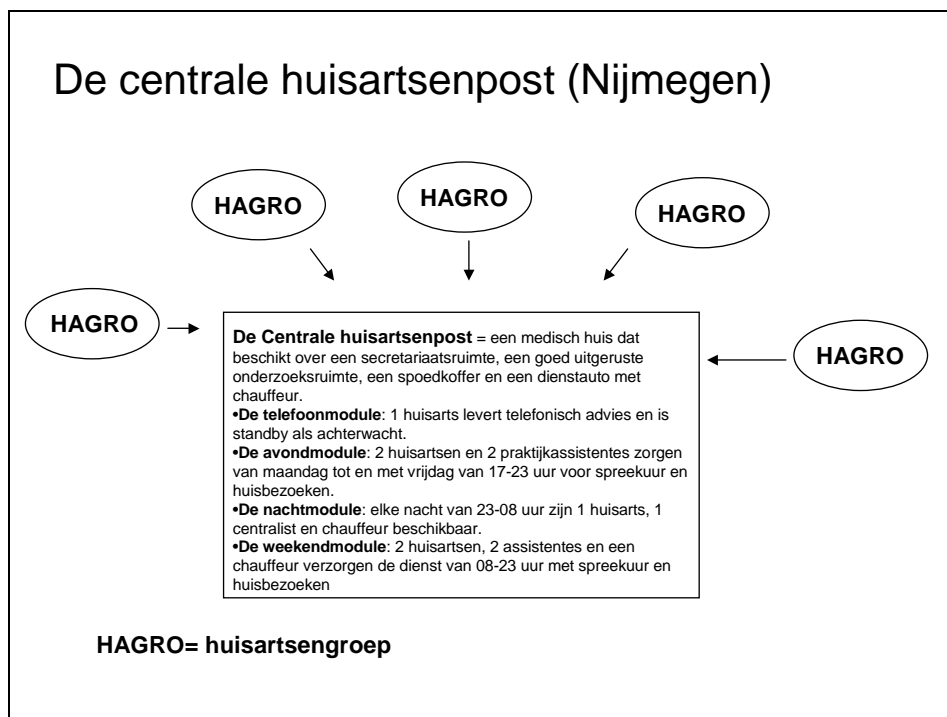 De centrale huisartsenpost (Nijmegen)
HAGRO
HAGRO
HAGRO
HAGRO
HAGRO
De Centrale huisartsenpost = een medisch huis dat
beschikt over een secretariaatsruimte, een goed uitgeruste
onderzoeksruimte, een spoedkoffer en een dienstauto met
chauffeur.
•De telefoonmodule: 1 huisarts levert telefonisch advies en is
standby als achterwacht.
•De avondmodule: 2 huisartsen en 2 praktijkassistentes zorgen
van maandag tot en met vrijdag van 17-23 uur voor spreekuur en
huisbezoeken.
•De nachtmodule: elke nacht van 23-08 uur zijn 1 huisarts, 1
centralist en chauffeur beschikbaar.
•De weekendmodule: 2 huisartsen, 2 assistentes en een
chauffeur verzorgen de dienst van 08-23 uur met spreekuur en
huisbezoeken
HAGRO= huisartsengroep